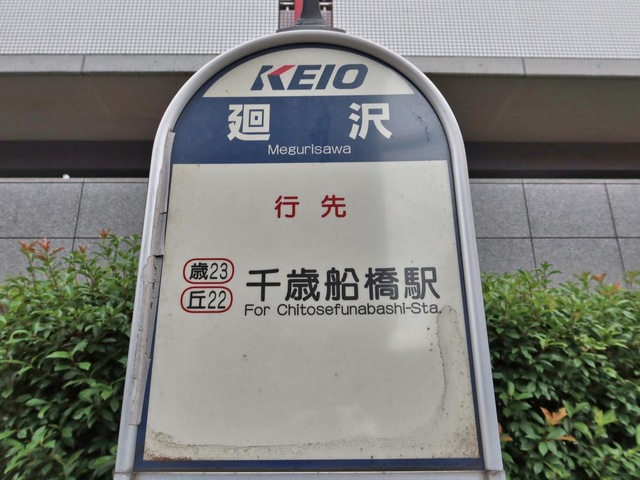 KEIO
廻沢
Megurisawa
行先
歳23
丘22
千歳船橋駅
For Chitosefunabashi-Sta.